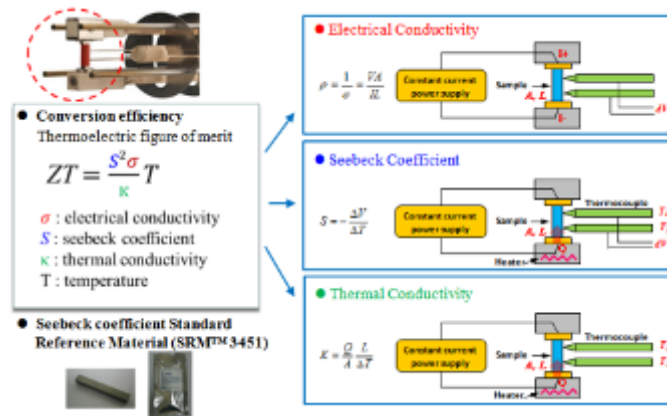 ● Conversion efficiency
Thermoelectric figure of merit
ZT = S²σ/κ T
σ : electrical conductivity
S : seebeck coefficient
κ : thermal conductivity
T : temperature
● Seebeck coefficient Standard
Reference Material (SRM™ 3451)
● Electrical Conductivity
ρ = 1/σ = VA/IL
Constant current
power supply
Sample
A, L
I+
I-
● Seebeck Coefficient
S = - ΔV/ΔT
Constant current
power supply
Thermocouple
Sample
A, L
Q
Heater
● Thermal Conductivity
K = Q/A L/ΔT
Constant current
power supply
Thermocouple
Sample
A, L
Q
Heater